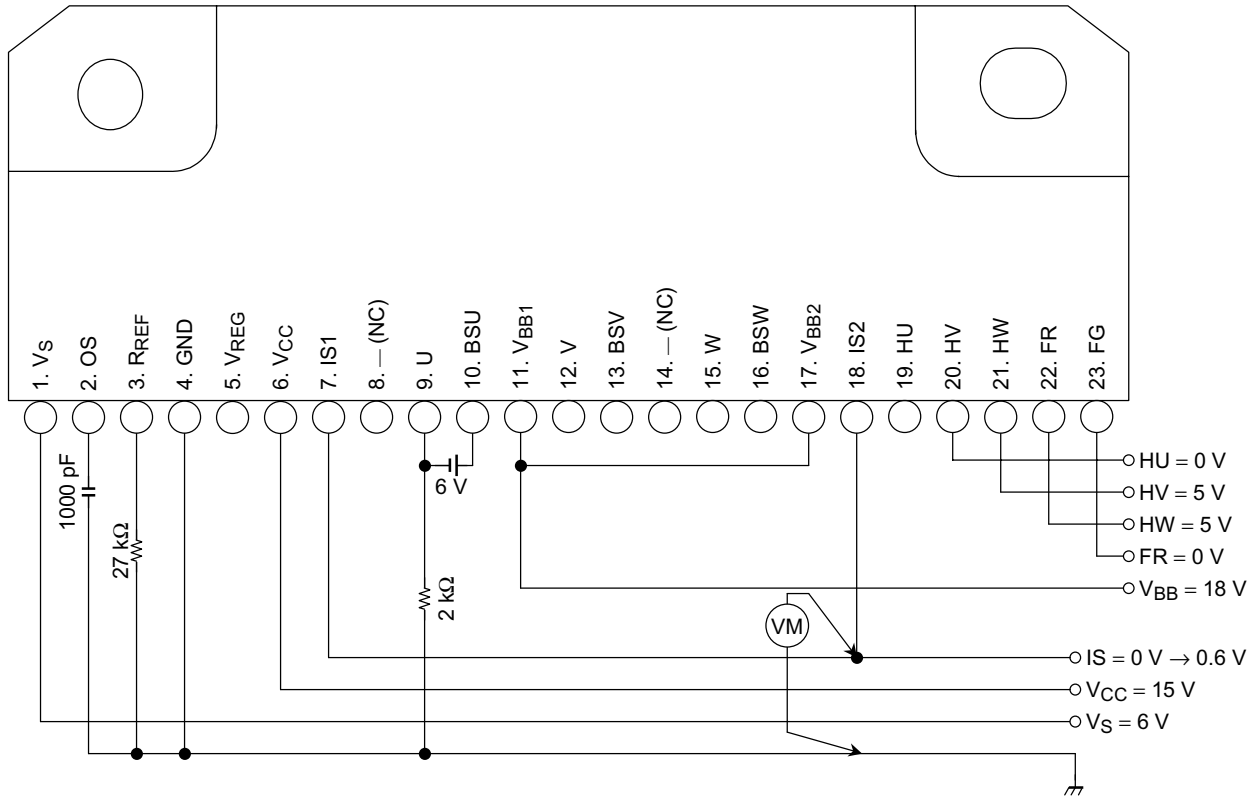 1. VS
2. OS
3. RREF
4. GND
5. VREG
6. VCC
7. IS1
8. — (NC)
9. U
10. BSU
11. VBB1
12. V
13. BSV
14. — (NC)
15. W
16. BSW
17. VBB2
18. IS2
19. HU
20. HV
21. HW
22. FR
23. FG
1000 pF
27 kΩ
6 V
2 kΩ
VM
HU = 0 V
HV = 5 V
HW = 5 V
FR = 0 V
VBB = 18 V
IS = 0 V → 0.6 V
VCC = 15 V
VS = 6 V